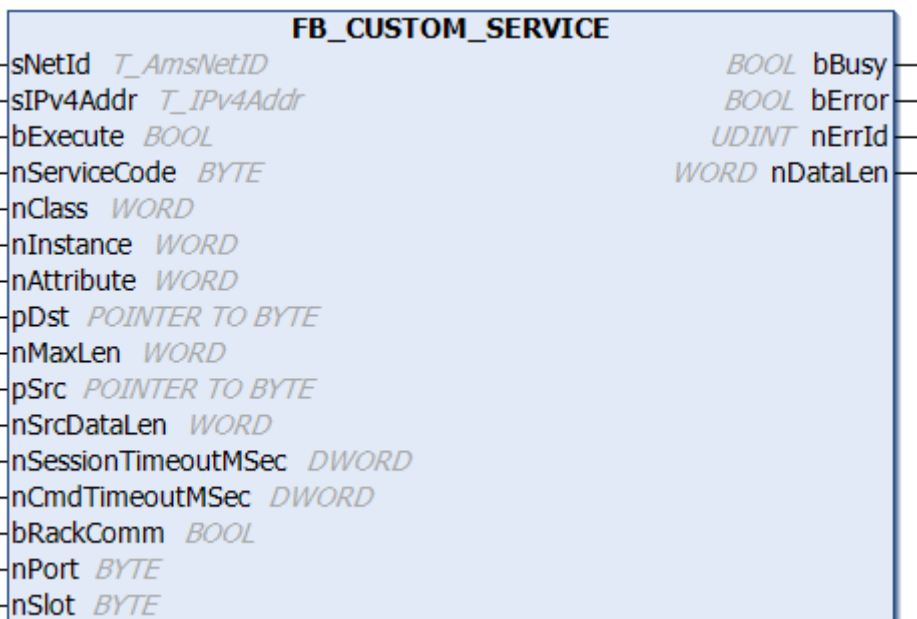 FB_CUSTOM_SERVICE
sNetId T_AmsNetID BOOL bBusy
sIPv4Addr T_IPv4Addr BOOL bError
bExecute BOOL UDINT nErrId
nServiceCode BYTE WORD nDataLen
nClass WORD
nInstance WORD
nAttribute WORD
pDst POINTER TO BYTE
nMaxLen WORD
pSrc POINTER TO BYTE
nSrcDataLen WORD
nSessionTimeoutMSec DWORD
nCmdTimeoutMSec DWORD
bRackComm BOOL
nPort BYTE
nSlot BYTE